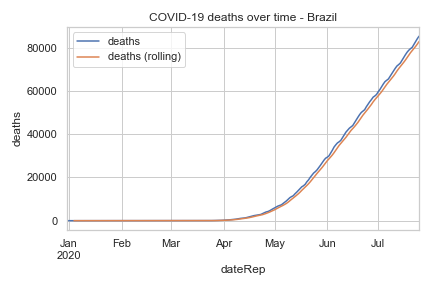 COVID-19 deaths over time - Brazil
deaths
deaths (rolling)
80000
60000
40000
20000
0
deaths
Jan Feb Mar Apr May Jun Jul
2020
dateRep